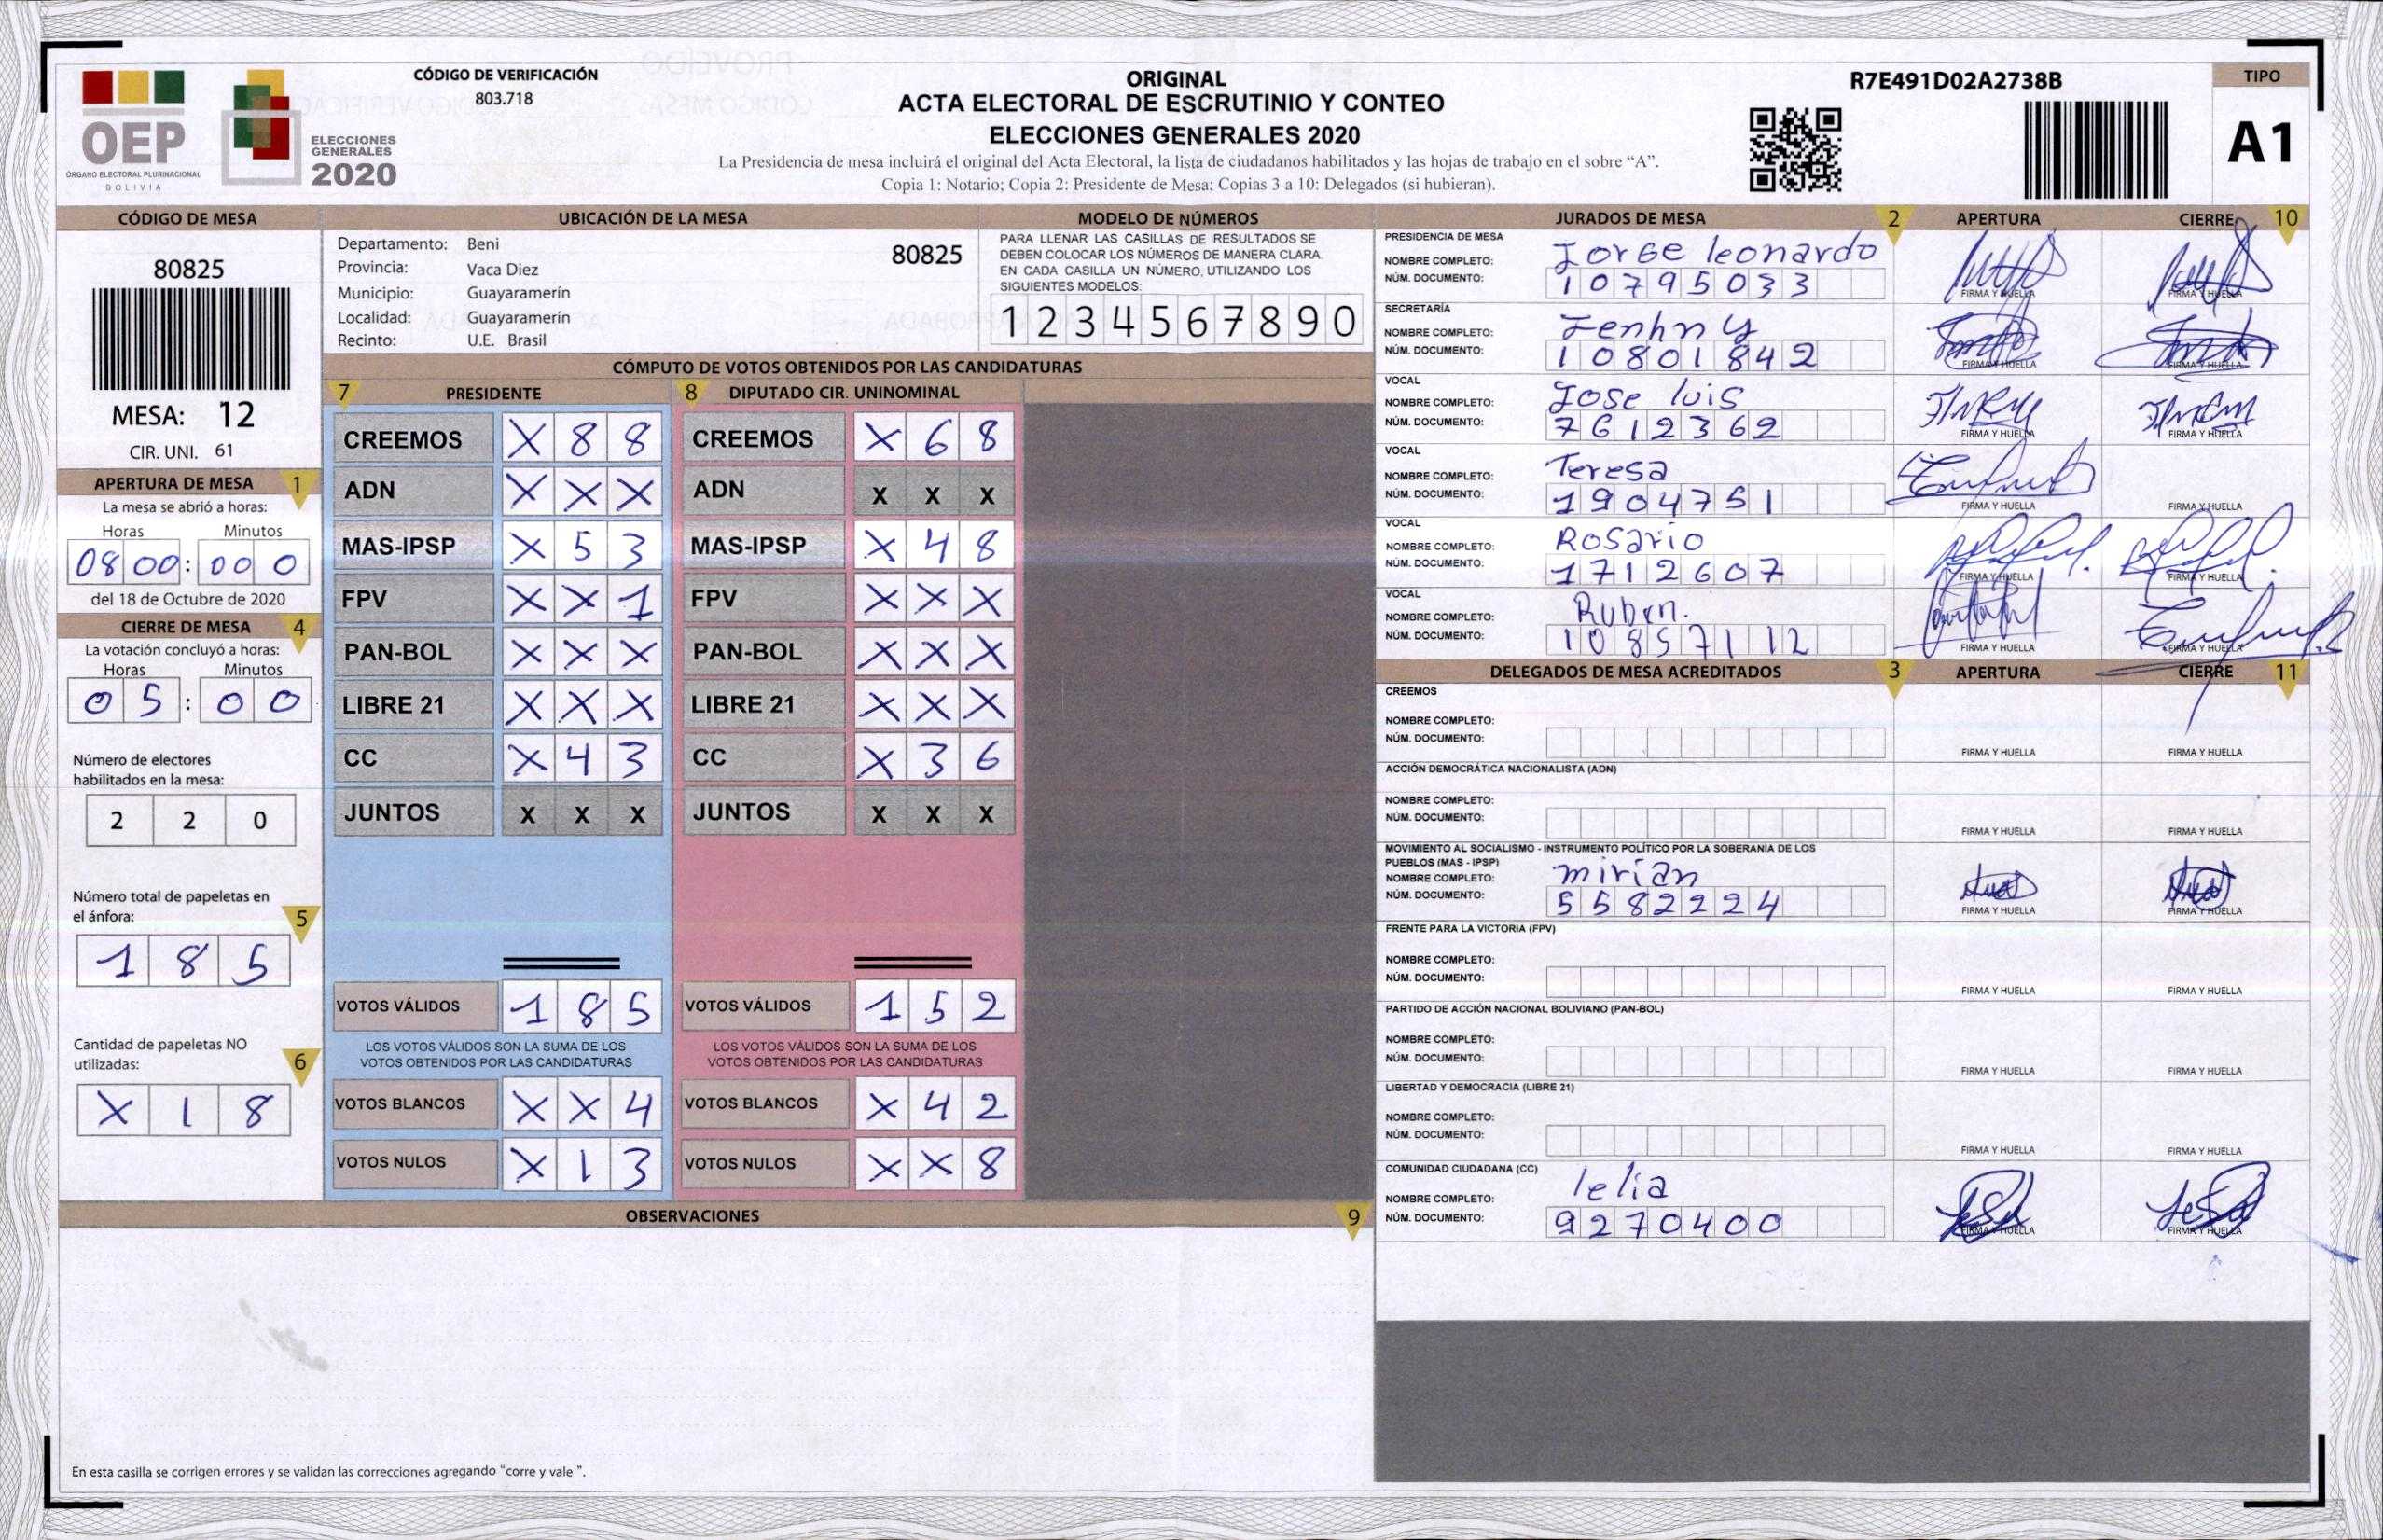 CÓDIGO DE VERIFICACIÓN
803.718
OEP
ÓRGANO ELECTORAL PLURINACIONAL
BOLIVIA
ELECCIONES
GENERALES
2020
ORIGINAL
ACTA ELECTORAL DE ESCRUTINIO Y CONTEO
ELECCIONES GENERALES 2020
La Presidencia de mesa incluirá el original del Acta Electoral, la lista de ciudadanos habilitados y las hojas de trabajo en el sobre “A”.
Copia 1: Notario; Copia 2: Presidente de Mesa; Copias 3 a 10: Delegados (si hubieran).
R7E491D02A2738B
TIPO
A1
CÓDIGO DE MESA
80825
MESA: 12
CIR. UNI. 61
APERTURA DE MESA 1
La mesa se abrió a horas:
Horas Minutos
08 00 : 00 0
del 18 de Octubre de 2020
CIERRE DE MESA 4
La votación concluyó a horas:
Horas Minutos
0 5 : 0 0
Número de electores
habilitados en la mesa:
2 2 0
Número total de papeletas en
el ánfora: 5
1 8 5
Cantidad de papeletas NO
utilizadas: 6
X 1 8
UBICACIÓN DE LA MESA
Departamento: Beni 80825
Provincia: Vaca Diez
Municipio: Guayaramerín
Localidad: Guayaramerín
Recinto: U.E. Brasil
MODELO DE NÚMEROS
PARA LLENAR LAS CASILLAS DE RESULTADOS SE
DEBEN COLOCAR LOS NÚMEROS DE MANERA CLARA.
EN CADA CASILLA UN NÚMERO, UTILIZANDO LOS
SIGUIENTES MODELOS:
1 2 3 4 5 6 7 8 9 0
CÓMPUTO DE VOTOS OBTENIDOS POR LAS CANDIDATURAS
7 PRESIDENTE
CREEMOS X 8 8
ADN X X X
MAS-IPSP X 5 3
FPV X X 1
PAN-BOL X X X
LIBRE 21 X X X
CC X 4 3
JUNTOS X X X
VOTOS VÁLIDOS 1 8 5
LOS VOTOS VÁLIDOS SON LA SUMA DE LOS
VOTOS OBTENIDOS POR LAS CANDIDATURAS
VOTOS BLANCOS X X 4
VOTOS NULOS X 1 3
8 DIPUTADO CIR. UNINOMINAL
CREEMOS X 6 8
ADN X X X
MAS-IPSP X 4 8
FPV X X X
PAN-BOL X X X
LIBRE 21 X X X
CC X 3 6
JUNTOS X X X
VOTOS VÁLIDOS 1 5 2
LOS VOTOS VÁLIDOS SON LA SUMA DE LOS
VOTOS OBTENIDOS POR LAS CANDIDATURAS
VOTOS BLANCOS X 4 2
VOTOS NULOS X X 8
OBSERVACIONES 9
En esta casilla se corrigen errores y se validan las correcciones agregando “corre y vale ”.
JURADOS DE MESA 2 APERTURA CIERRE 10
PRESIDENCIA DE MESA
NOMBRE COMPLETO: Jorge leonardo
NÚM. DOCUMENTO: 10795033 FIRMA Y HUELLA FIRMA Y HUELLA
SECRETARÍA
NOMBRE COMPLETO: Jenhny
NÚM. DOCUMENTO: 10801842 FIRMA Y HUELLA FIRMA Y HUELLA
VOCAL
NOMBRE COMPLETO: Jose luis
NÚM. DOCUMENTO: 7612362 FIRMA Y HUELLA FIRMA Y HUELLA
VOCAL
NOMBRE COMPLETO: Teresa
NÚM. DOCUMENTO: 1904751 FIRMA Y HUELLA FIRMA Y HUELLA
VOCAL
NOMBRE COMPLETO: Rosario
NÚM. DOCUMENTO: 1712607 FIRMA Y HUELLA FIRMA Y HUELLA
VOCAL
NOMBRE COMPLETO: Ruben.
NÚM. DOCUMENTO: 10857112 FIRMA Y HUELLA FIRMA Y HUELLA
DELEGADOS DE MESA ACREDITADOS 3 APERTURA CIERRE 11
CREEMOS
NOMBRE COMPLETO:
NÚM. DOCUMENTO: FIRMA Y HUELLA FIRMA Y HUELLA
ACCIÓN DEMOCRÁTICA NACIONALISTA (ADN)
NOMBRE COMPLETO:
NÚM. DOCUMENTO: FIRMA Y HUELLA FIRMA Y HUELLA
MOVIMIENTO AL SOCIALISMO - INSTRUMENTO POLÍTICO POR LA SOBERANIA DE LOS
PUEBLOS (MAS - IPSP)
NOMBRE COMPLETO: mirian
NÚM. DOCUMENTO: 5582224 FIRMA Y HUELLA FIRMA Y HUELLA
FRENTE PARA LA VICTORIA (FPV)
NOMBRE COMPLETO:
NÚM. DOCUMENTO: FIRMA Y HUELLA FIRMA Y HUELLA
PARTIDO DE ACCIÓN NACIONAL BOLIVIANO (PAN-BOL)
NOMBRE COMPLETO:
NÚM. DOCUMENTO: FIRMA Y HUELLA FIRMA Y HUELLA
LIBERTAD Y DEMOCRACIA (LIBRE 21)
NOMBRE COMPLETO:
NÚM. DOCUMENTO: FIRMA Y HUELLA FIRMA Y HUELLA
COMUNIDAD CIUDADANA (CC)
NOMBRE COMPLETO: lelia
NÚM. DOCUMENTO: 9270400 FIRMA Y HUELLA FIRMA Y HUELLA